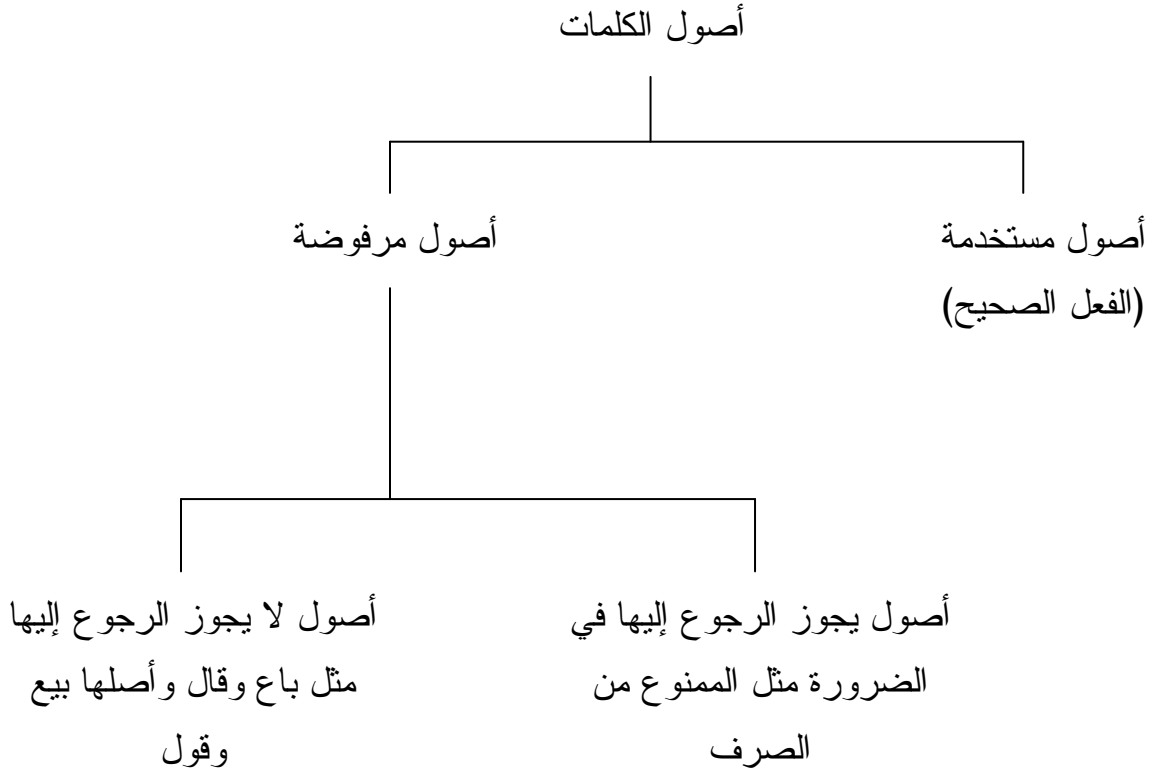 أصول الكلمات
أصول مستخدمة
(الفعل الصحيح)
أصول مرفوضة
أصول يجوز الرجوع إليها في
الضرورة مثل الممنوع من
الصرف
أصول لا يجوز الرجوع إليها
مثل باع وقال وأصلها بيع
وقول